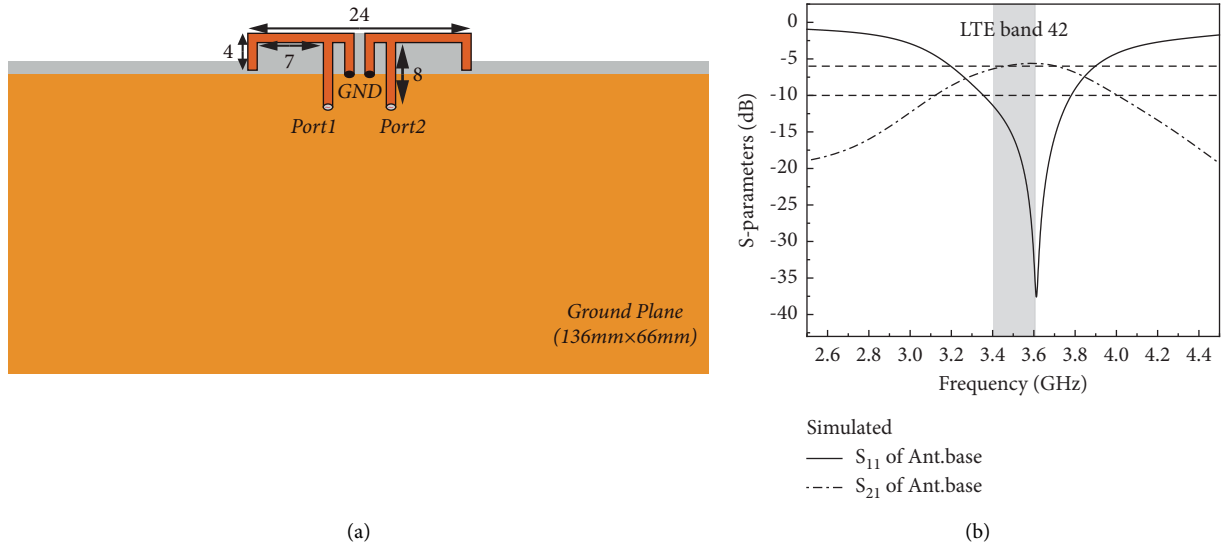 24
4
7
8
GND
Port1
Port2
Ground Plane
(136mm×66mm)
(a)
LTE band 42
0
-5
-10
-15
-20
-25
-30
-35
-40
S-parameters (dB)
2.6 2.8 3.0 3.2 3.4 3.6 3.8 4.0 4.2 4.4
Frequency (GHz)
Simulated
S11 of Ant.base
S21 of Ant.base
(b)